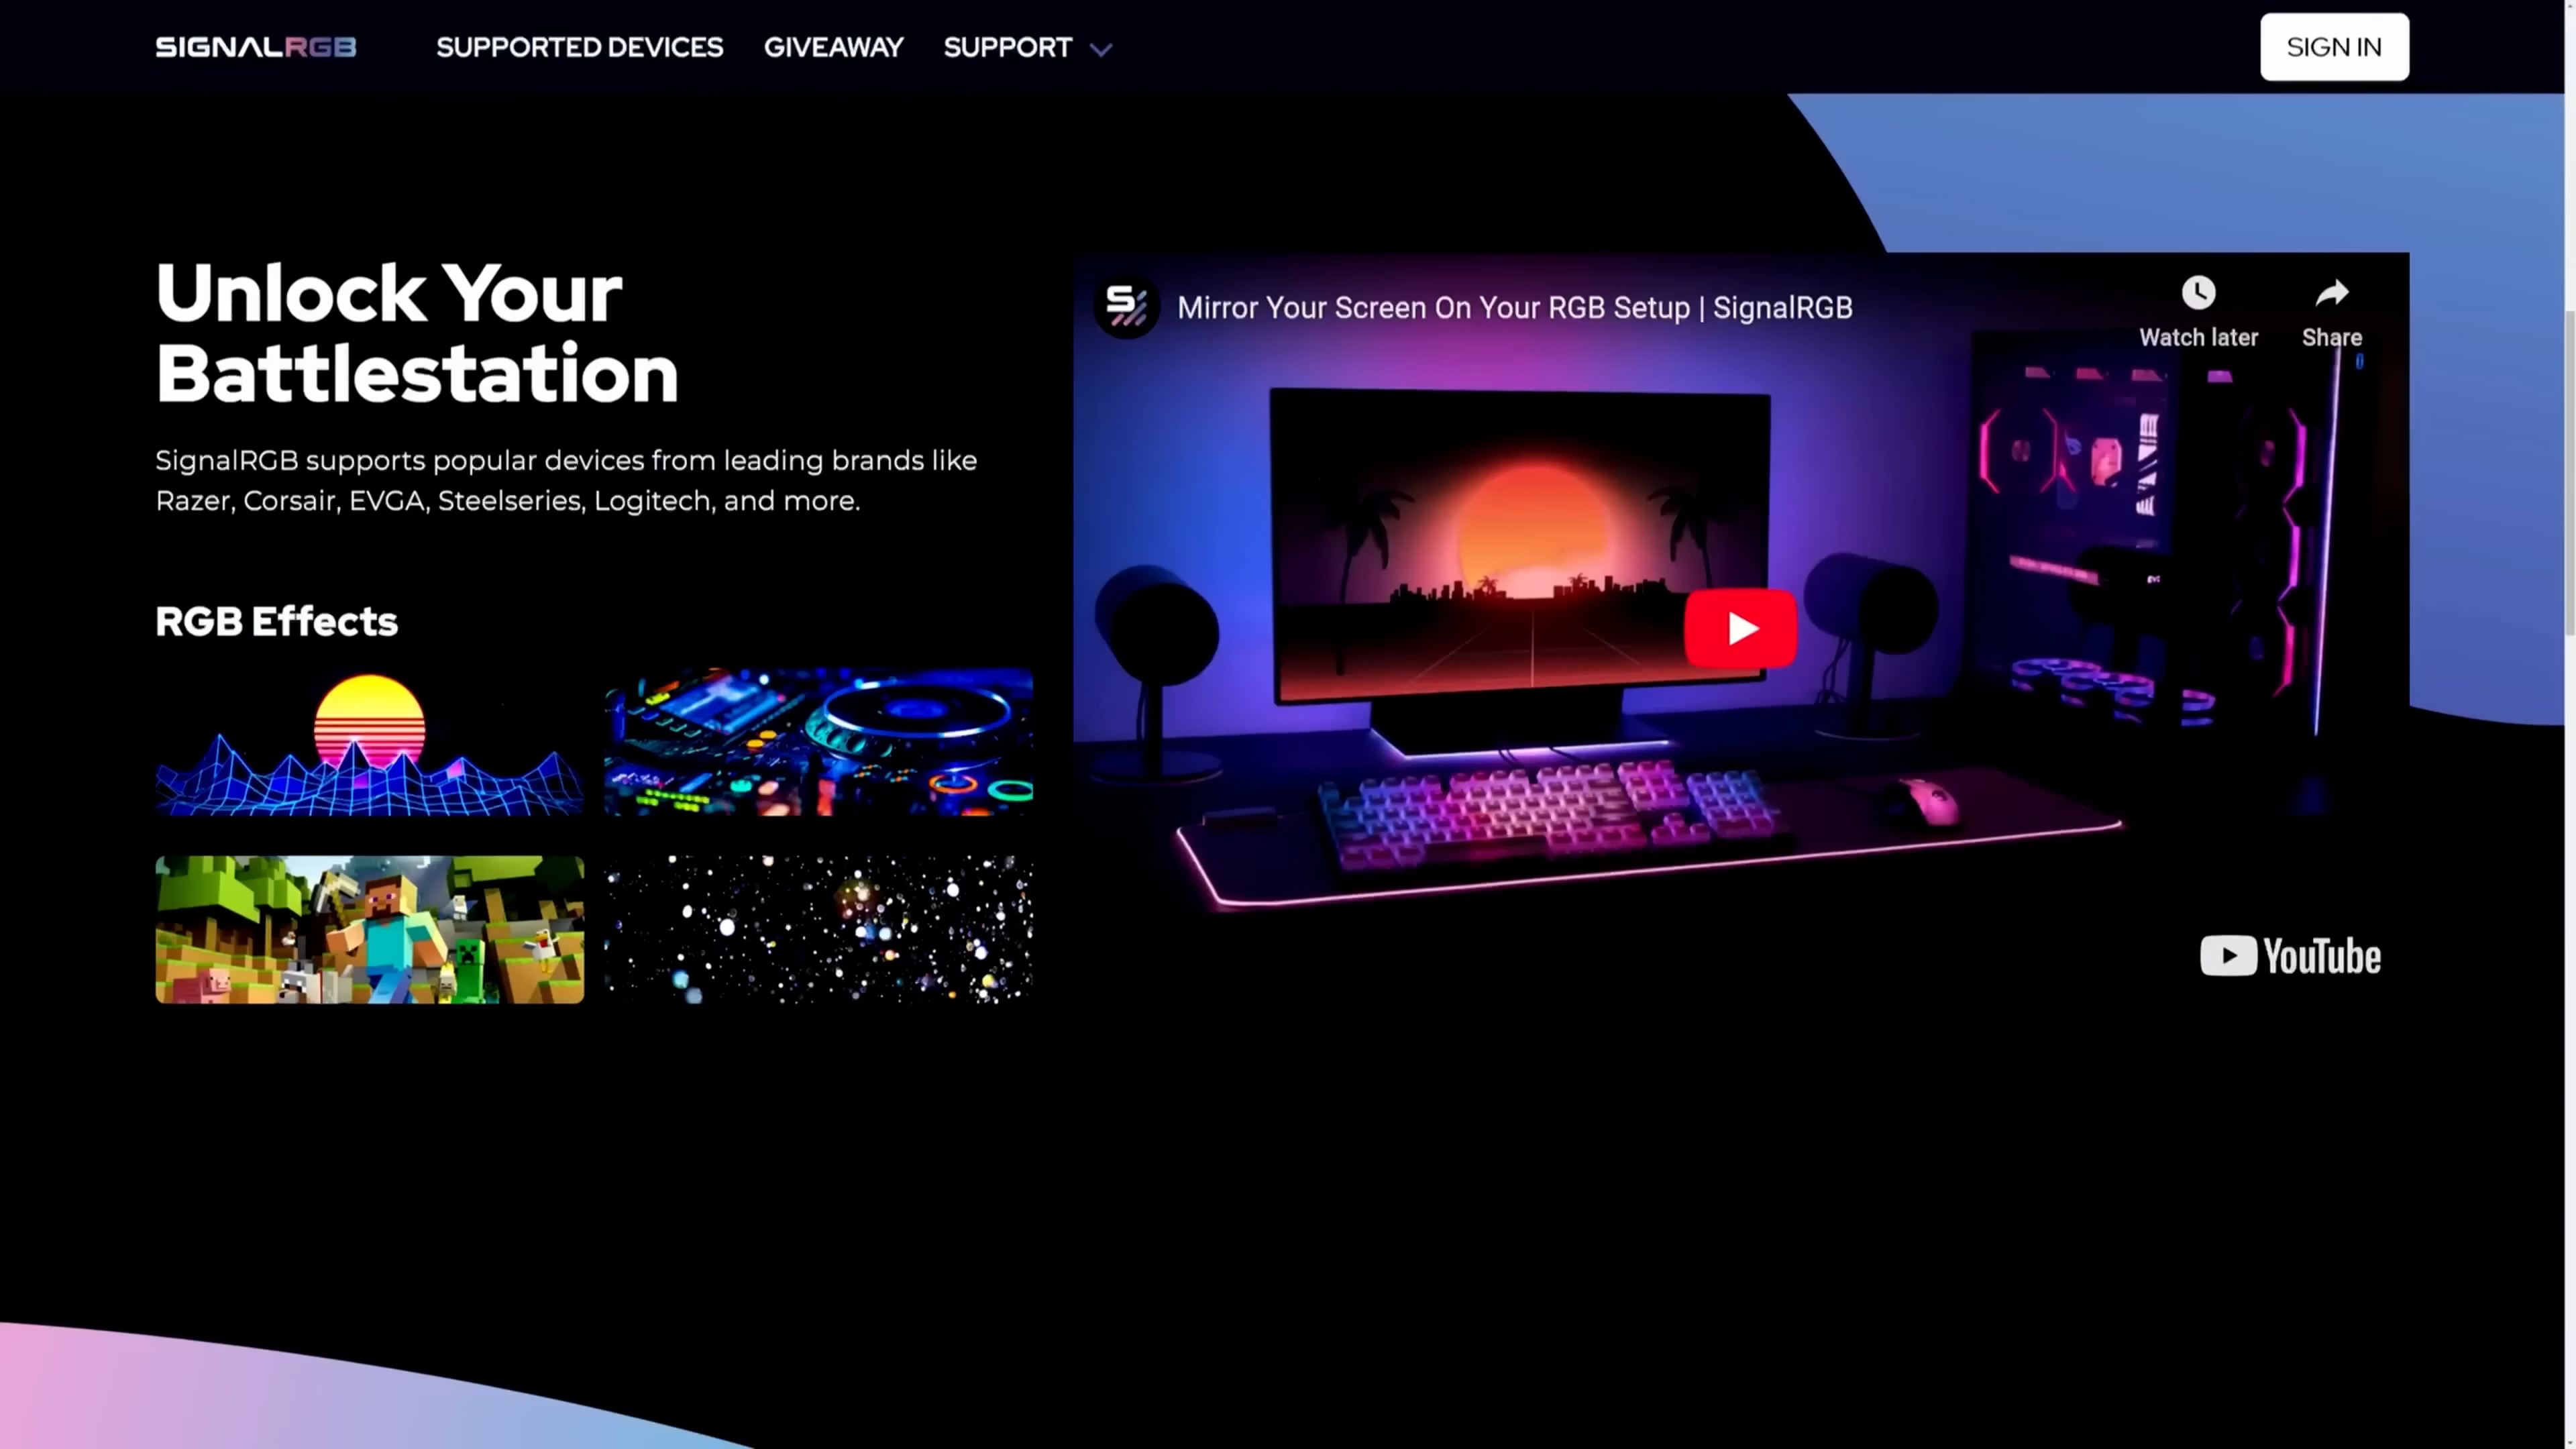 SIGNALRGB
SUPPORTED DEVICES
GIVEAWAY
SUPPORT
SIGN IN
Unlock Your
Battlestation
SignalRGB supports popular devices from leading brands like
Razer, Corsair, EVGA, Steelseries, Logitech, and more.
RGB Effects
Mirror Your Screen On Your RGB Setup | SignalRGB
Watch later
Share
YouTube